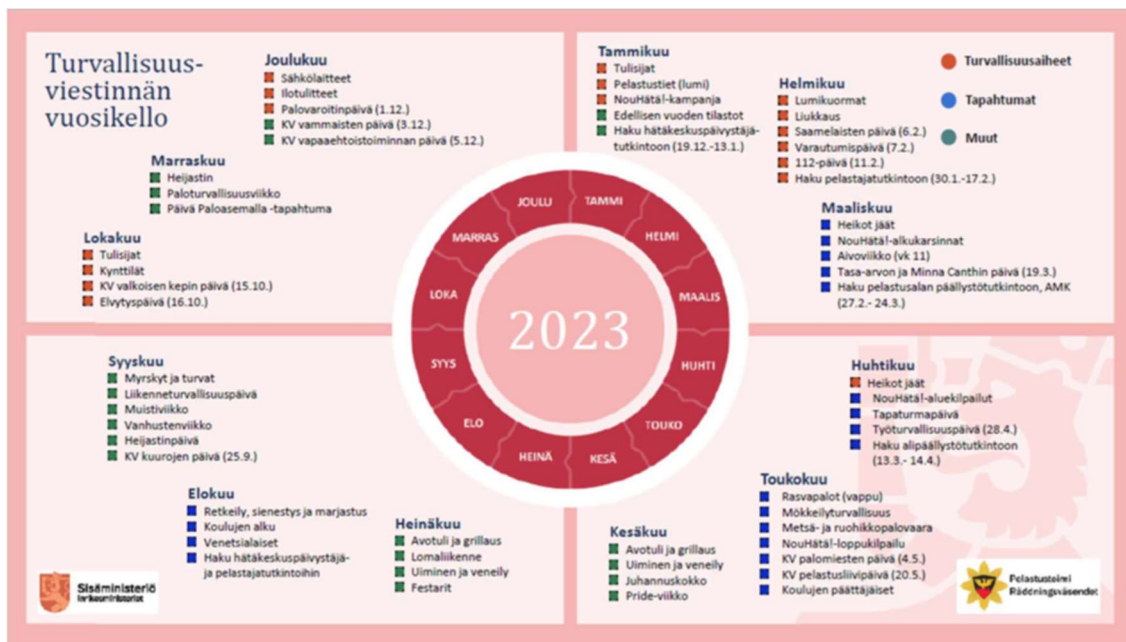 Turvallisuus-
viestinnän
vuosikello
Joulukuu
Sähkölaitteet
Ilotulitteet
Palovaroitinpäivä (1.12.)
KV vammaisten päivä (3.12.)
KV vapaaehtoistoiminnan päivä (5.12.)
Marraskuu
Heijastin
Paloturvallisuusviikko
Päivä Paloasemalla -tapahtuma
Lokakuu
Tulisijat
Kynttilät
KV valkoisen kepin päivä (15.10.)
Elvytyspäivä (16.10.)
Tammikuu
Tulisijat
Pelastustiet (lumi)
NouHätä!-kampanja
Edellisen vuoden tilastot
Haku hätäkeskuspäivystäjä-
tutkintoon (19.12.-13.1.)
Helmikuu
Lumikuormat
Liukkaus
Saamelaisten päivä (6.2.)
Varautumispäivä (7.2.)
112-päivä (11.2.)
Haku pelastajatutkintoon (30.1.-17.2.)
Turvallisuusaiheet
Tapahtumat
Muut
Maaliskuu
Heikot jäät
NouHätä!-alkukarsinnat
Aivoviikko (vk 11)
Tasa-arvon ja Minna Canthin päivä (19.3.)
Haku pelastusalan päällystötutkintoon, AMK
(27.2.- 24.3.)
JOULU
TAMMI
HELMI
MAALIS
HUHTI
TOUKO
KESÄ
HEINÄ
ELO
SYYS
LOKA
MARRAS
2023
Syyskuu
Myrskyt ja turvat
Liikenneturvallisuuspäivä
Muistiviikko
Vanhustenviikko
Heijastinpäivä
KV kuurojen päivä (25.9.)
Elokuu
Retkeily, sienestys ja marjastus
Koulujen alku
Venetsialaiset
Haku hätäkeskuspäivystäjä-
ja pelastajatutkintoihin
Heinäkuu
Avotuli ja grillaus
Lomaliikenne
Uiminen ja veneily
Festarit
Huhtikuu
Heikot jäät
NouHätä!-aluekilpailut
Tapaturmapäivä
Työturvallisuuspäivä (28.4.)
Haku alipäällystötutkintoon
(13.3.- 14.4.)
Toukokuu
Rasvapalot (vappu)
Mökkeilyturvallisuus
Metsä- ja ruohikkopalovaara
NouHätä!-loppukilpailu
KV palomiesten päivä (4.5.)
KV pelastusliivipäivä (20.5.)
Koulujen päättäjäiset
Kesäkuu
Avotuli ja grillaus
Uiminen ja veneily
Juhannuskokko
Pride-viikko
Sisäministeriö
Inrikesministeriet
Pelastustoimi
Räddningsväsendet